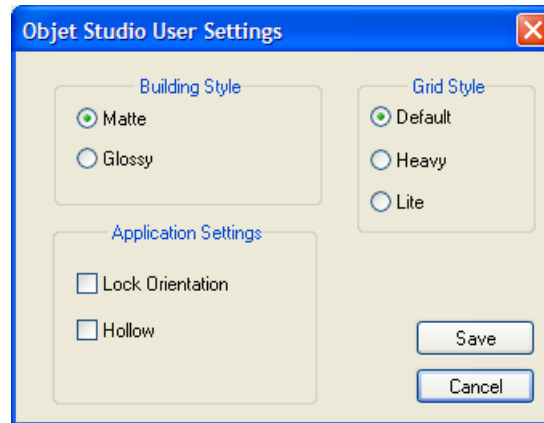 Objet Studio User Settings
Building Style
Matte
Glossy
Grid Style
Default
Heavy
Lite
Application Settings
Lock Orientation
Hollow
Save
Cancel